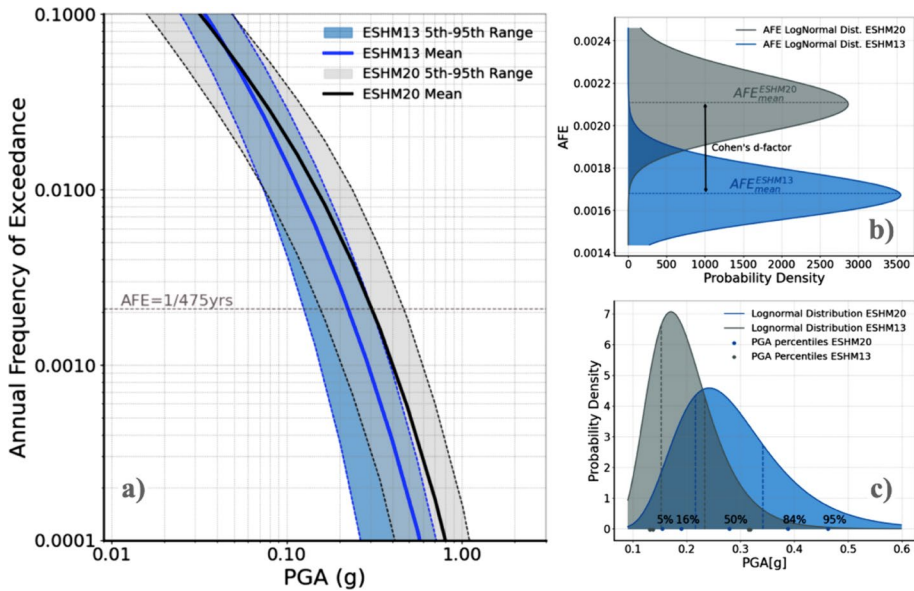 ESHM13 5th-95th Range
ESHM13 Mean
ESHM20 5th-95th Range
ESHM20 Mean
0.1000
0.0100
0.0010
0.0001
Annual Frequency of Exceedance
AFE=1/475yrs
a)
0.01
0.10
1.00
PGA (g)
AFE LogNormal Dist. ESHM20
AFE LogNormal Dist. ESHM13
0.0024
0.0022
0.0020
0.0018
0.0016
0.0014
AFE
AFE ESHM20 mean
Cohen's d-factor
AFE ESHM13 mean
b)
0 500 1000 1500 2000 2500 3000 3500
Probability Density
Lognormal Distribution ESHM20
Lognormal Distribution ESHM13
PGA percentiles ESHM20
PGA Percentiles ESHM13
7
6
5
4
3
2
1
0
Probability Density
c)
5% 16% 50% 84% 95%
0.1 0.2 0.3 0.4 0.5 0.6
PGA[g]